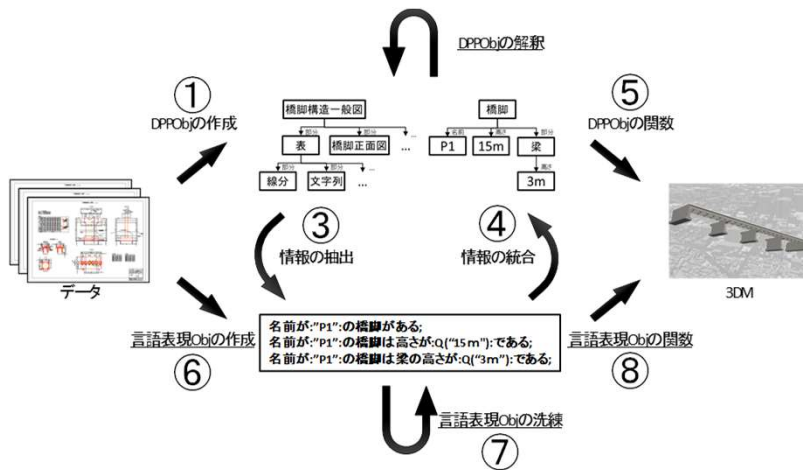 DPPObjの解釈
①
DPPObjの作成
⑤
DPPObjの関数
橋脚構造一般図
部分
部分
...
表
橋脚正面図
...
部分
部分
線分
文字列
...
橋脚
名前
高さ
部分
P1
15m
梁
高さ
3m
③
情報の抽出
④
情報の統合
データ
3DM
名前が:"P1":の橋脚がある;
名前が:"P1":の橋脚は高さが:Q("15m"):である;
名前が:"P1":の橋脚は梁の高さが:Q("3m"):である;
言語表現Objの作成
⑥
言語表現Objの関数
⑧
言語表現Objの洗練
⑦